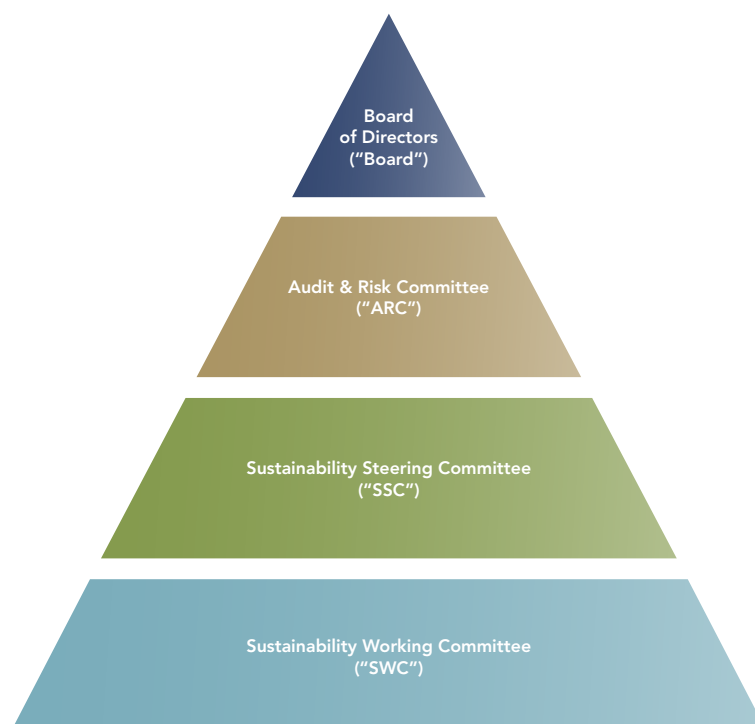 Board
of Directors
(“Board”)
Audit & Risk Committee
(“ARC”)
Sustainability Steering Committee
(“SSC”)
Sustainability Working Committee
(“SWC”)